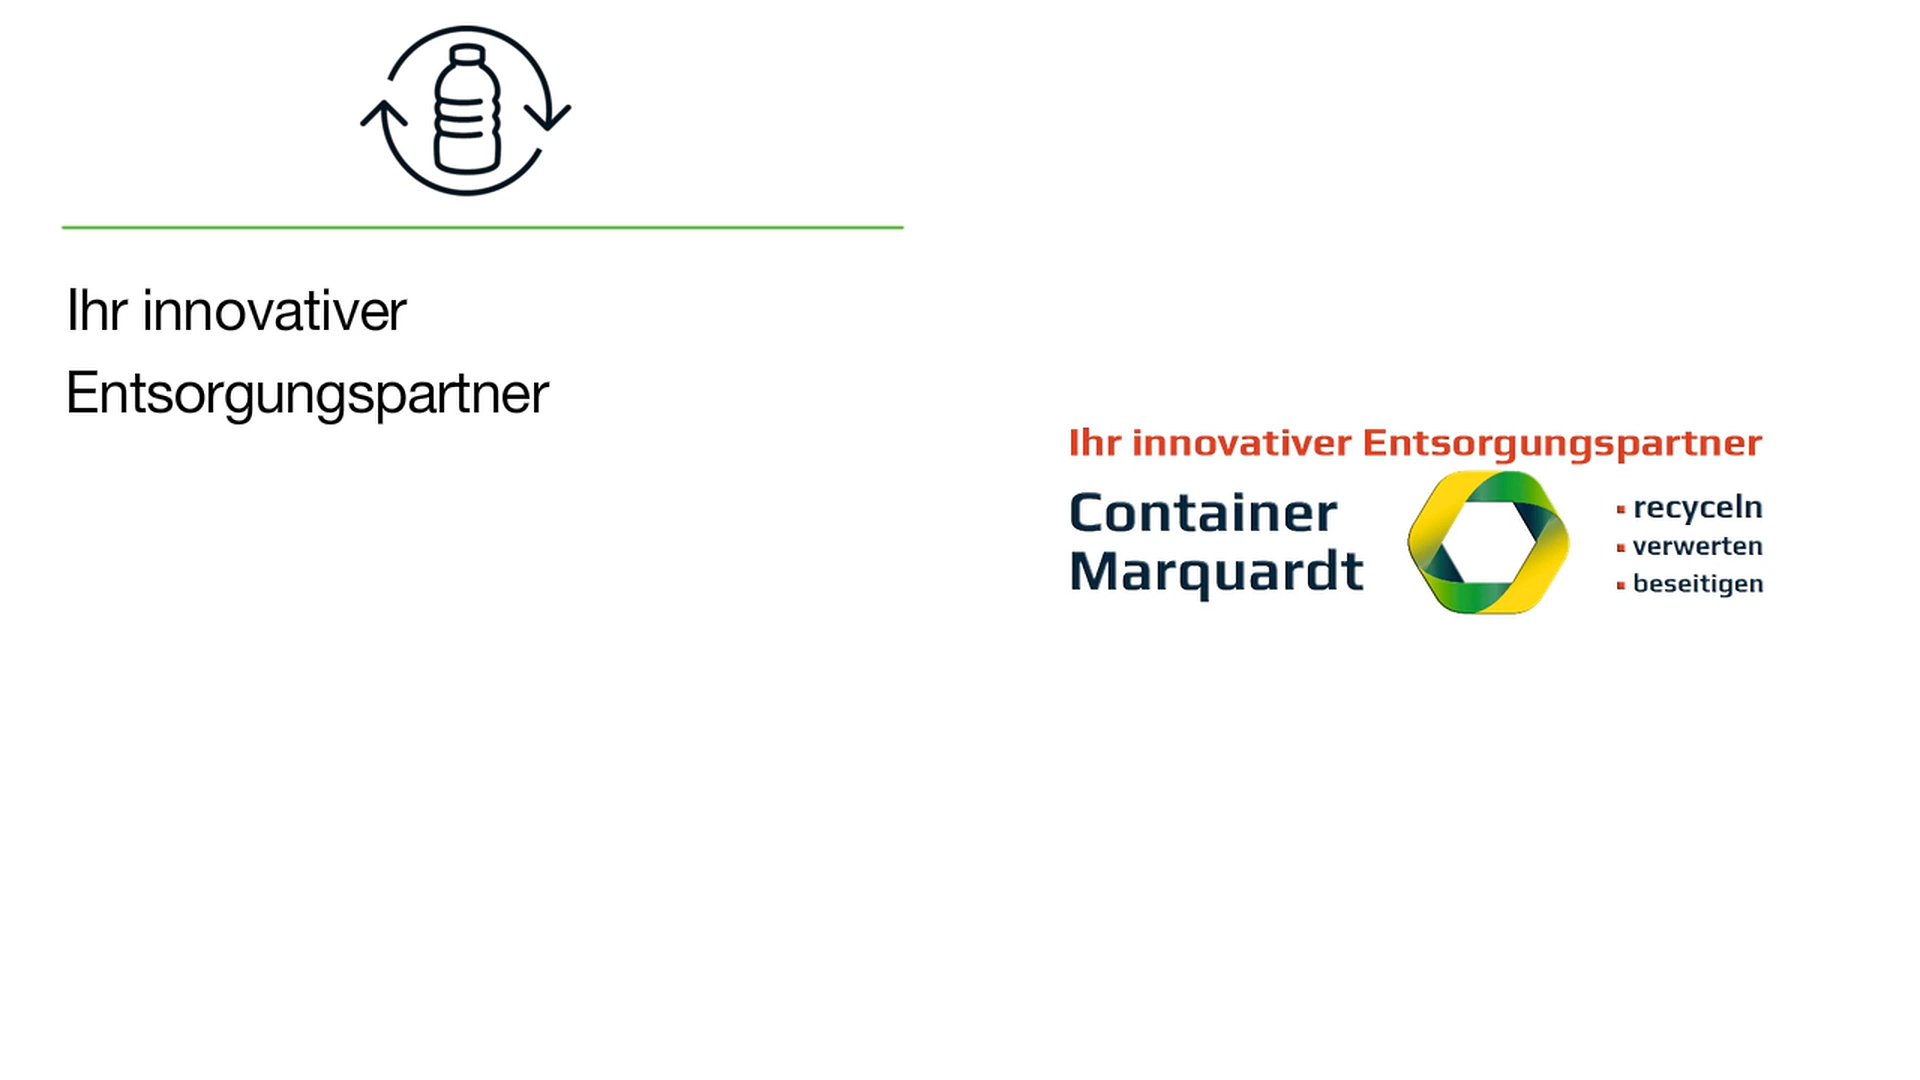 Ihr innovativer
Entsorgungspartner
Ihr innovativer Entsorgungspartner
Container
Marquardt
▪ recyceln
▪ verwerten
▪ beseitigen